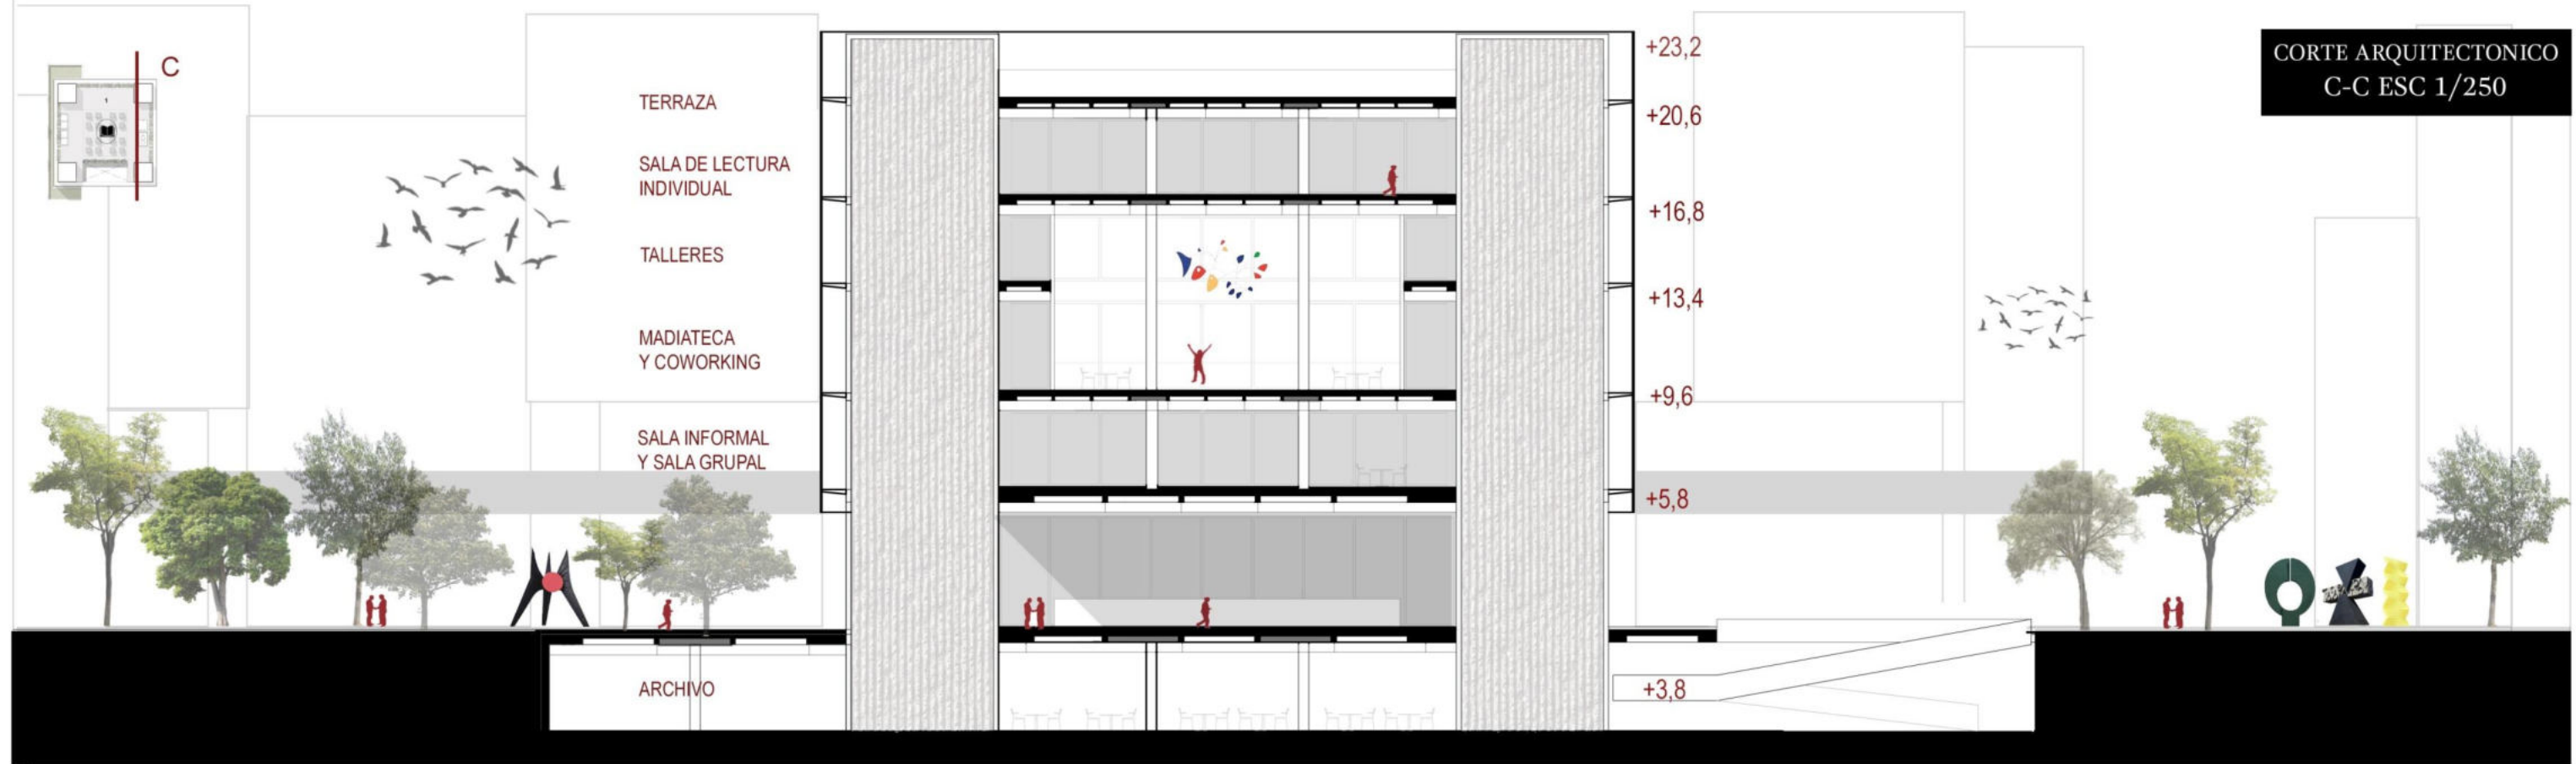 C
TERRAZA
SALA DE LECTURA
INDIVIDUAL
TALLERES
MADIATECA
Y COWORKING
SALA INFORMAL
Y SALA GRUPAL
ARCHIVO
+23,2
+20,6
+16,8
+13,4
+9,6
+5,8
+3,8
CORTE ARQUITECTONICO
C-C ESC 1/250
1